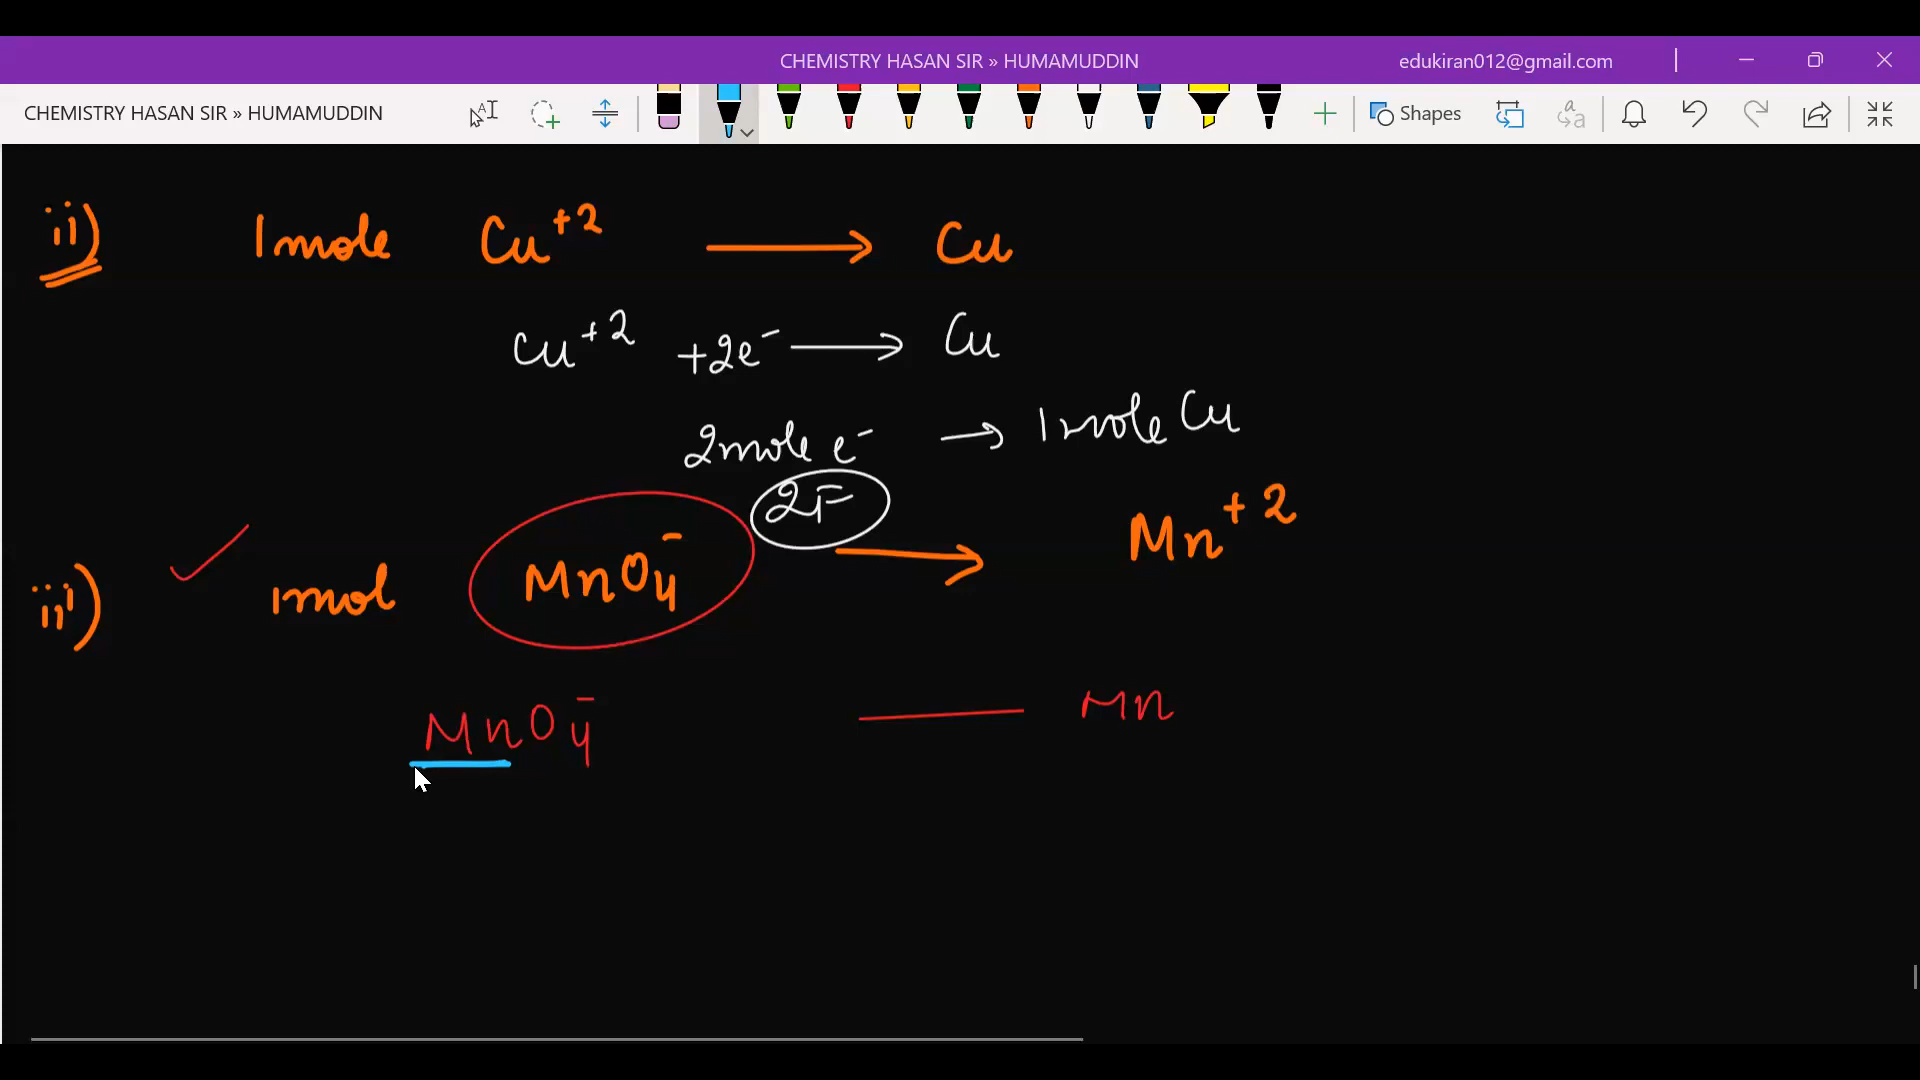 CHEMISTRY HASAN SIR » HUMAMUDDIN edukiran012@gmail.com
CHEMISTRY HASAN SIR » HUMAMUDDIN Shapes
ii) 1mole Cu⁺² ⟶ Cu
Cu⁺² +2e⁻ ⟶ Cu
2mole e⁻ → 1mole Cu
2F
iii) 1mol MnO₄⁻ ⟶ Mn⁺²
MnO₄⁻ — Mn